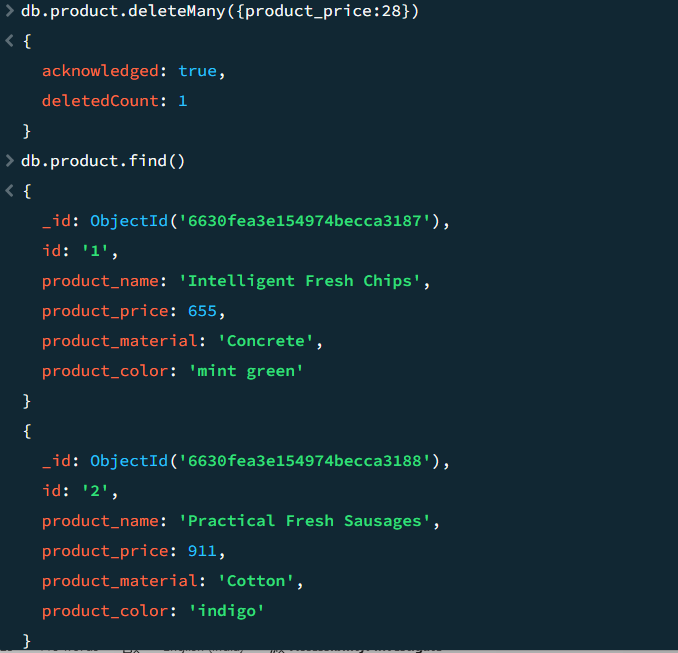 > db.product.deleteMany({product_price:28})
< {
acknowledged: true,
deletedCount: 1
}
> db.product.find()
< {
_id: ObjectId('6630fea3e154974becca3187'),
id: '1',
product_name: 'Intelligent Fresh Chips',
product_price: 655,
product_material: 'Concrete',
product_color: 'mint green'
}
{
_id: ObjectId('6630fea3e154974becca3188'),
id: '2',
product_name: 'Practical Fresh Sausages',
product_price: 911,
product_material: 'Cotton',
product_color: 'indigo'
}